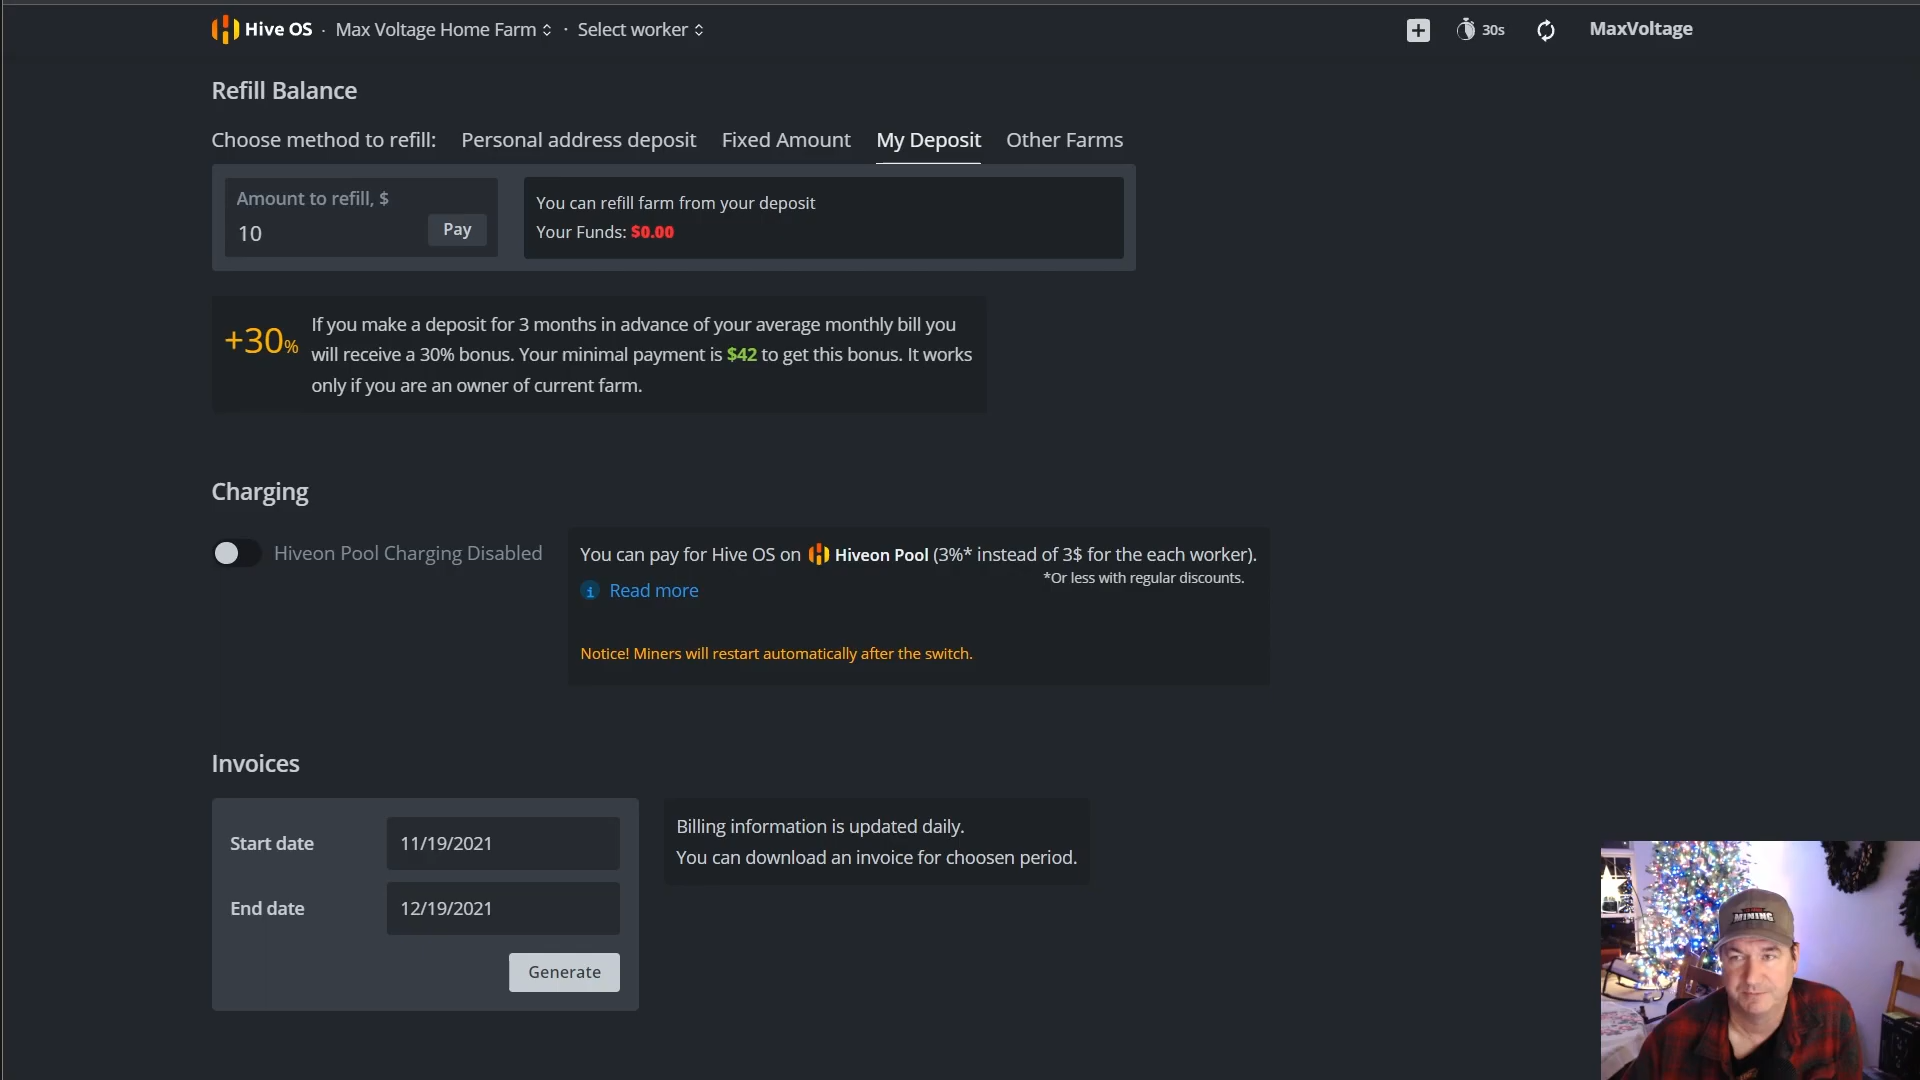 Hive OS · Max Voltage Home Farm · Select worker
30s
MaxVoltage
Refill Balance
Choose method to refill: Personal address deposit Fixed Amount My Deposit Other Farms
Amount to refill, $
10
Pay
You can refill farm from your deposit
Your Funds: $0.00
+30%
If you make a deposit for 3 months in advance of your average monthly bill you
will receive a 30% bonus. Your minimal payment is $42 to get this bonus. It works
only if you are an owner of current farm.
Charging
Hiveon Pool Charging Disabled
You can pay for Hive OS on Hiveon Pool (3%* instead of 3$ for the each worker).
*Or less with regular discounts.
Read more
Notice! Miners will restart automatically after the switch.
Invoices
Start date 11/19/2021
End date 12/19/2021
Generate
Billing information is updated daily.
You can download an invoice for choosen period.
MINING